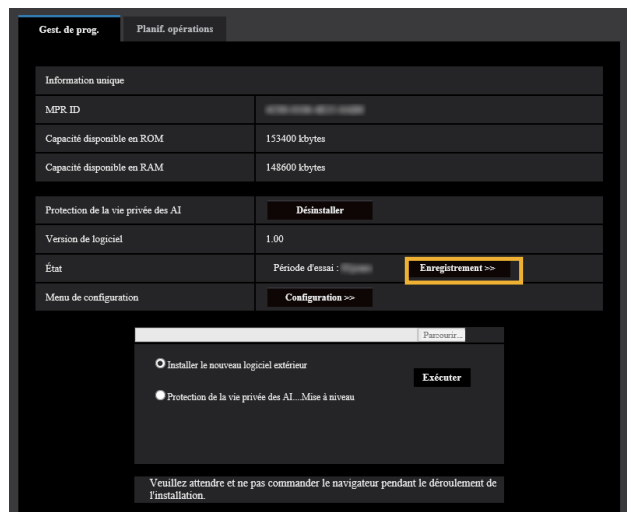 Gest. de prog. Planif. opérations
Information unique
MPR ID
Capacité disponible en ROM 153400 kbytes
Capacité disponible en RAM 148600 kbytes
Protection de la vie privée des AI Désinstaller
Version de logiciel 1.00
État Période d'essai : Enregistrement >>
Menu de configuration Configuration >>
Parcourir...
Installer le nouveau logiciel extérieur
Exécuter
Protection de la vie privée des AI....Mise à niveau
Veuillez attendre et ne pas commander le navigateur pendant le déroulement de
l'installation.